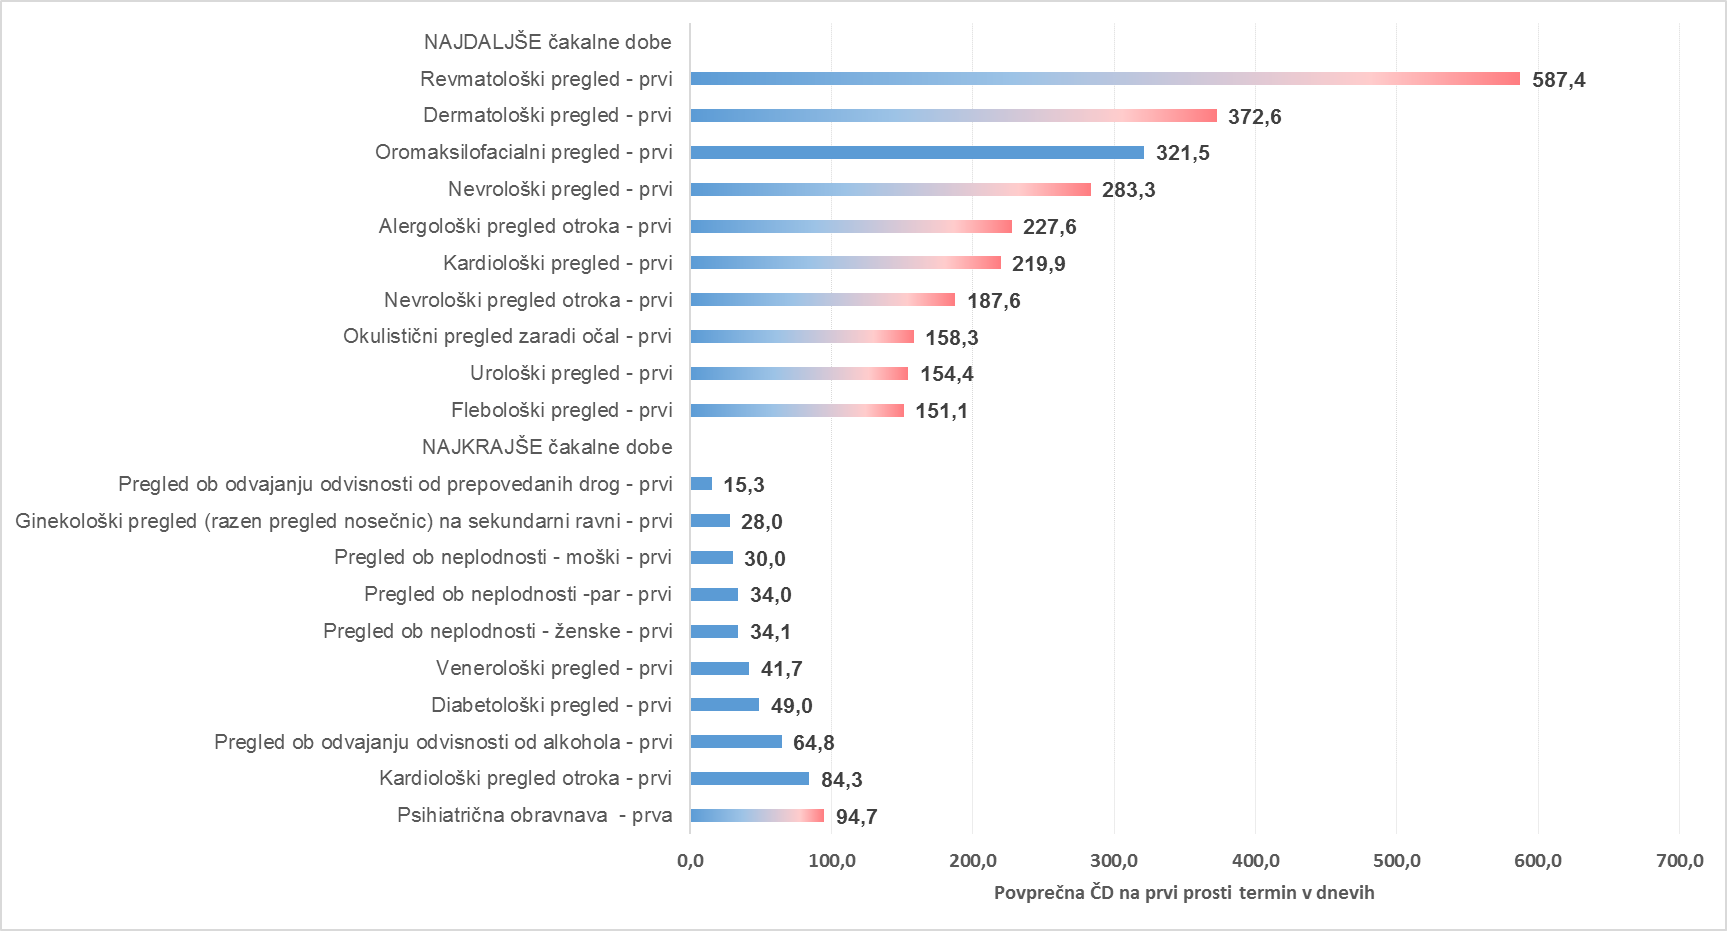 NAJDALJŠE čakalne dobe
Revmatološki pregled - prvi 587,4
Dermatološki pregled - prvi 372,6
Oromaksilofacialni pregled - prvi 321,5
Nevrološki pregled - prvi 283,3
Alergološki pregled otroka - prvi 227,6
Kardiološki pregled - prvi 219,9
Nevrološki pregled otroka - prvi 187,6
Okulistični pregled zaradi očal - prvi 158,3
Urološki pregled - prvi 154,4
Flebološki pregled - prvi 151,1
NAJKRAJŠE čakalne dobe
Pregled ob odvajanju odvisnosti od prepovedanih drog - prvi 15,3
Ginekološki pregled (razen pregled nosečnic) na sekundarni ravni - prvi 28,0
Pregled ob neplodnosti - moški - prvi 30,0
Pregled ob neplodnosti -par - prvi 34,0
Pregled ob neplodnosti - ženske - prvi 34,1
Venerološki pregled - prvi 41,7
Diabetološki pregled - prvi 49,0
Pregled ob odvajanju odvisnosti od alkohola - prvi 64,8
Kardiološki pregled otroka - prvi 84,3
Psihiatrična obravnava - prva 94,7
0,0 100,0 200,0 300,0 400,0 500,0 600,0 700,0
Povprečna ČD na prvi prosti termin v dnevih